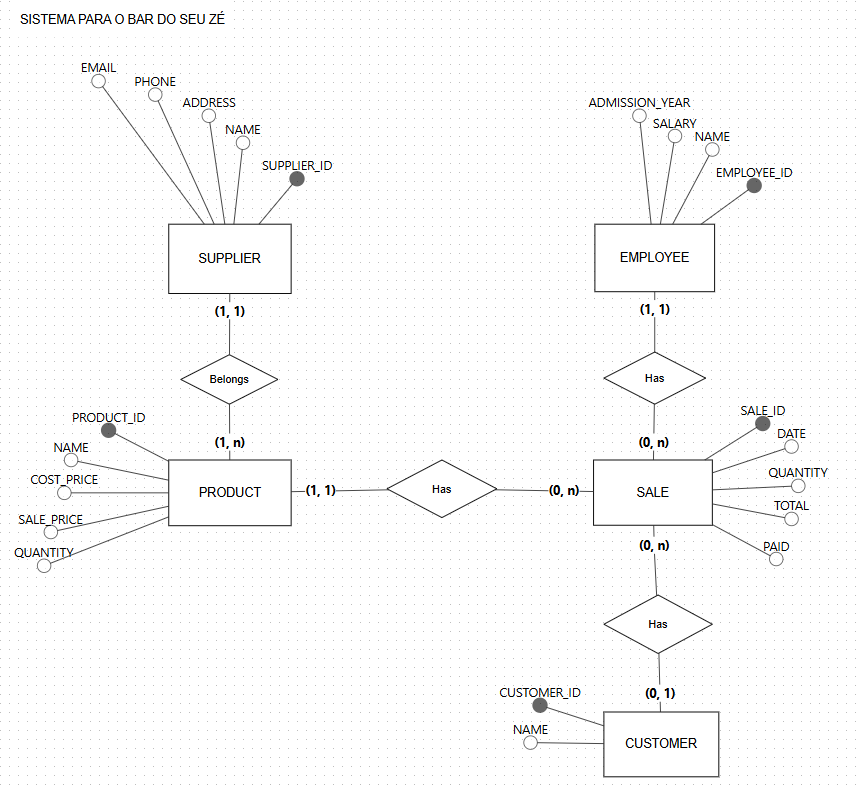 SISTEMA PARA O BAR DO SEU ZÉ
EMAIL
PHONE
ADDRESS
NAME
SUPPLIER_ID
SUPPLIER
ADMISSION_YEAR
SALARY
NAME
EMPLOYEE_ID
EMPLOYEE
(1, 1)
(1, 1)
Belongs
Has
(1, n)
(0, n)
PRODUCT_ID
NAME
COST_PRICE
SALE_PRICE
QUANTITY
PRODUCT
(1, 1)
Has
(0, n)
SALE
SALE_ID
DATE
QUANTITY
TOTAL
PAID
(0, n)
Has
(0, 1)
CUSTOMER_ID
NAME
CUSTOMER